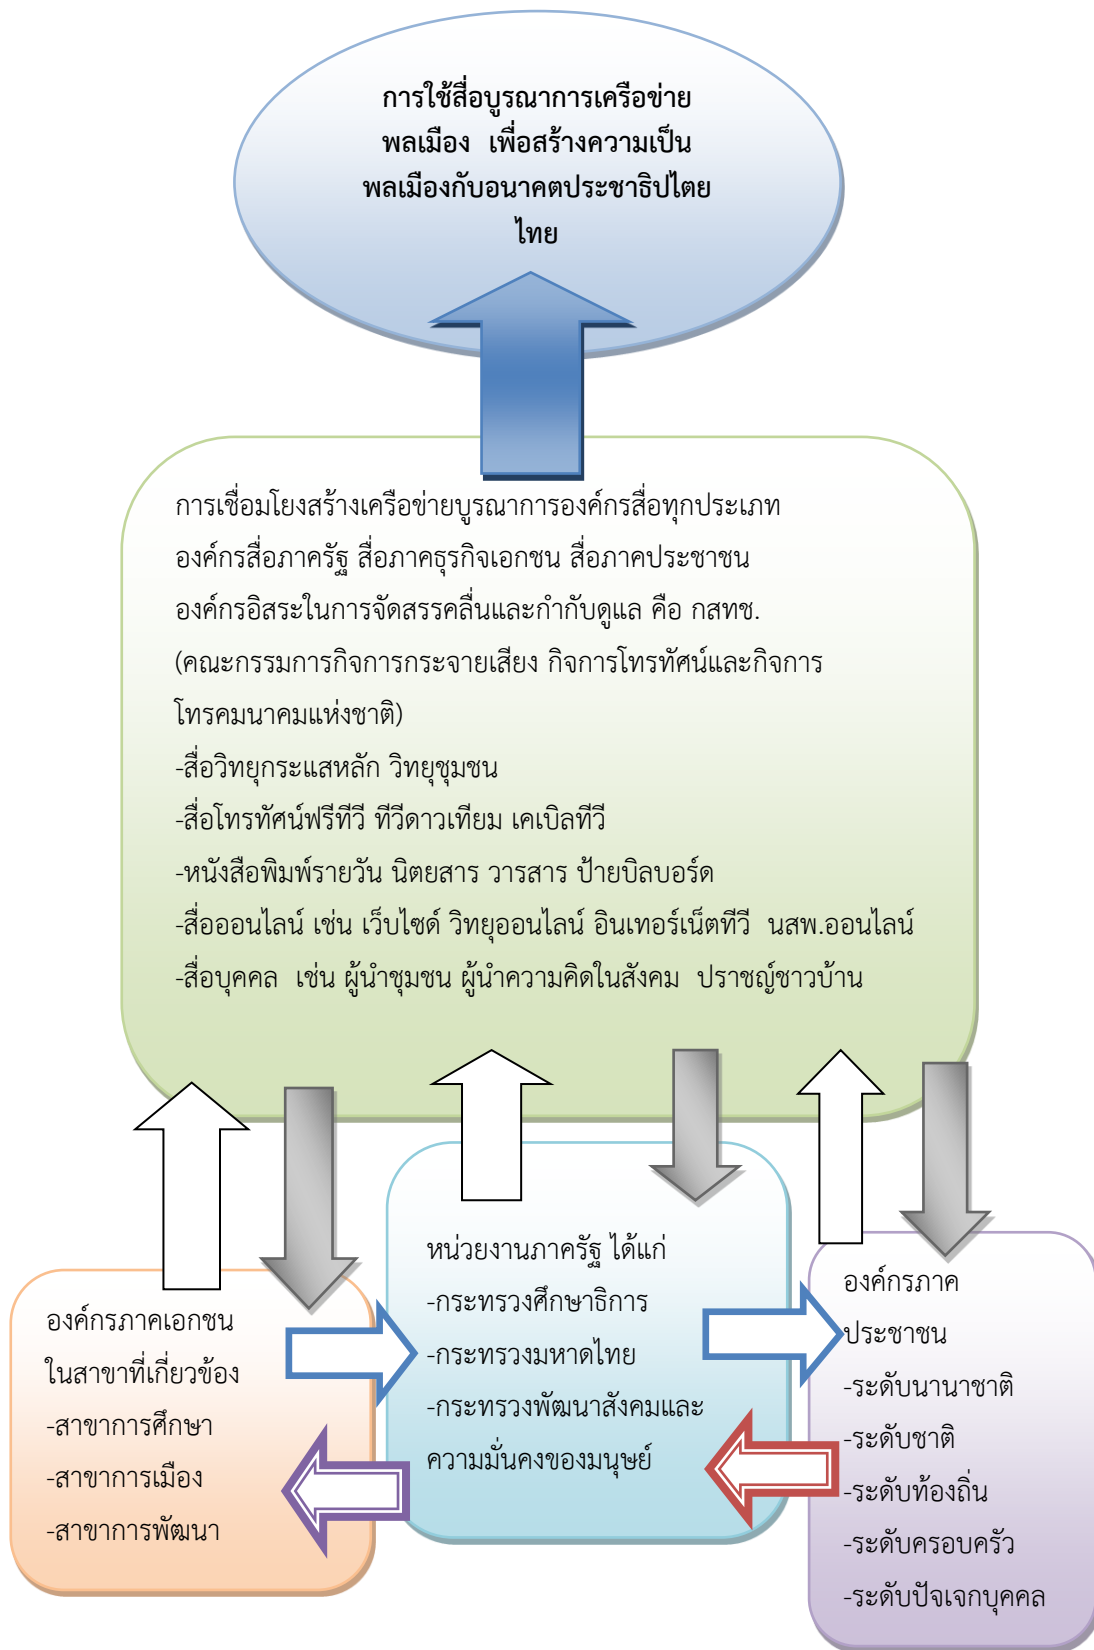 การใช้สื่อบูรณาการเครือข่าย
พลเมือง เพื่อสร้างความเป็น
พลเมืองกับอนาคตประชาธิปไตย
ไทย
การเชื่อมโยงสร้างเครือข่ายบูรณาการองค์กรสื่อทุกประเภท
องค์กรสื่อภาครัฐ สื่อภาคธุรกิจเอกชน สื่อภาคประชาชน
องค์กรอิสระในการจัดสรรคลื่นและกำกับดูแล คือ กสทช.
(คณะกรรมการกิจการกระจายเสียง กิจการโทรทัศน์และกิจการ
โทรคมนาคมแห่งชาติ)
-สื่อวิทยุกระแสหลัก วิทยุชุมชน
-สื่อโทรทัศน์ฟรีทีวี ทีวีดาวเทียม เคเบิลทีวี
-หนังสือพิมพ์รายวัน นิตยสาร วารสาร ป้ายบิลบอร์ด
-สื่อออนไลน์ เช่น เว็บไซด์ วิทยุออนไลน์ อินเทอร์เน็ตทีวี นสพ.ออนไลน์
-สื่อบุคคล เช่น ผู้นำชุมชน ผู้นำความคิดในสังคม ปราชญ์ชาวบ้าน
องค์กรภาคเอกชน
ในสาขาที่เกี่ยวข้อง
-สาขาการศึกษา
-สาขาการเมือง
-สาขาการพัฒนา
หน่วยงานภาครัฐ ได้แก่
-กระทรวงศึกษาธิการ
-กระทรวงมหาดไทย
-กระทรวงพัฒนาสังคมและ
ความมั่นคงของมนุษย์
องค์กรภาค
ประชาชน
-ระดับนานาชาติ
-ระดับชาติ
-ระดับท้องถิ่น
-ระดับครอบครัว
-ระดับปัจเจกบุคคล